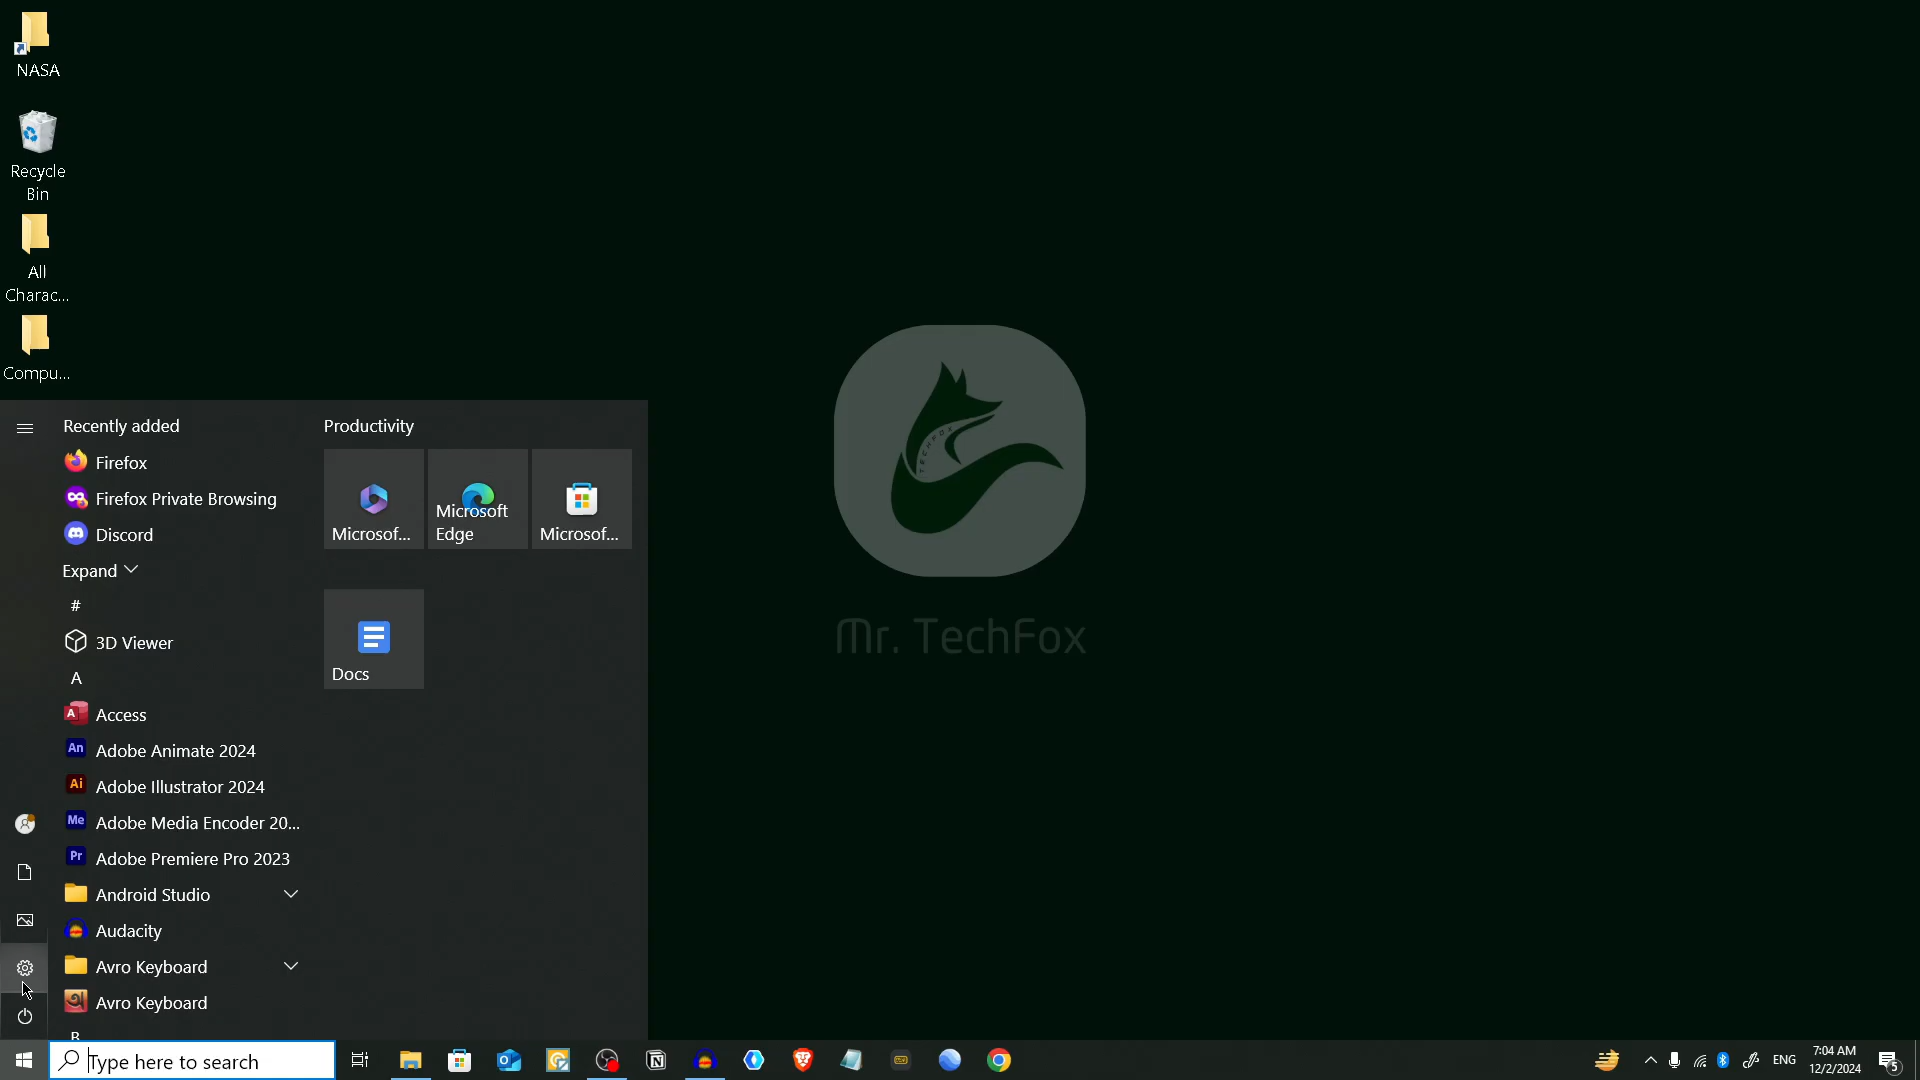 NASA
Recycle
Bin
All
Charac...
Compu...
Recently added
Firefox
Firefox Private Browsing
Discord
Expand
#
3D Viewer
A
Access
Adobe Animate 2024
Adobe Illustrator 2024
Adobe Media Encoder 20...
Adobe Premiere Pro 2023
Android Studio
Audacity
Avro Keyboard
Avro Keyboard
B
Productivity
Microsof...
Microsoft
Edge
Microsof...
Docs
TECHFOX
Mr. TechFox
Type here to search
ENG
7:04 AM
12/2/2024
5